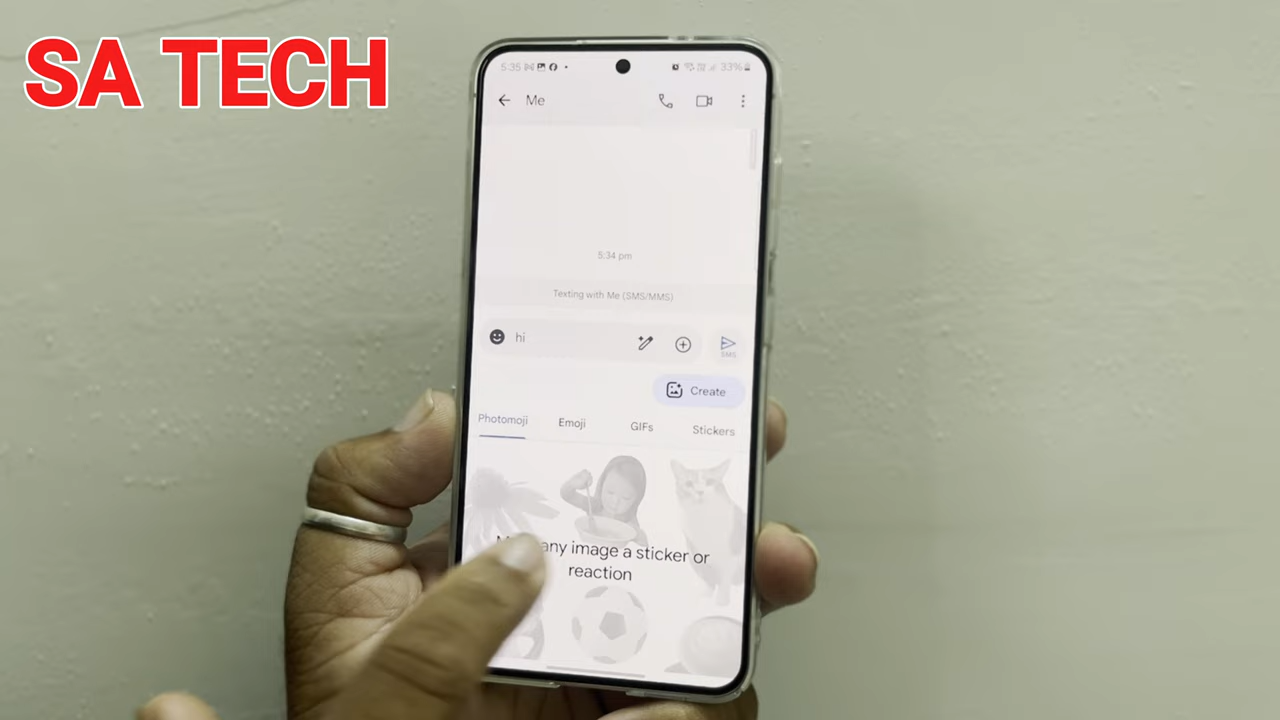 SA TECH
5:35
33%
Me
5:34 pm
Texting with Me (SMS/MMS)
hi
SMS
Create
Photomoji Emoji GIFs Stickers
any image a sticker or
reaction